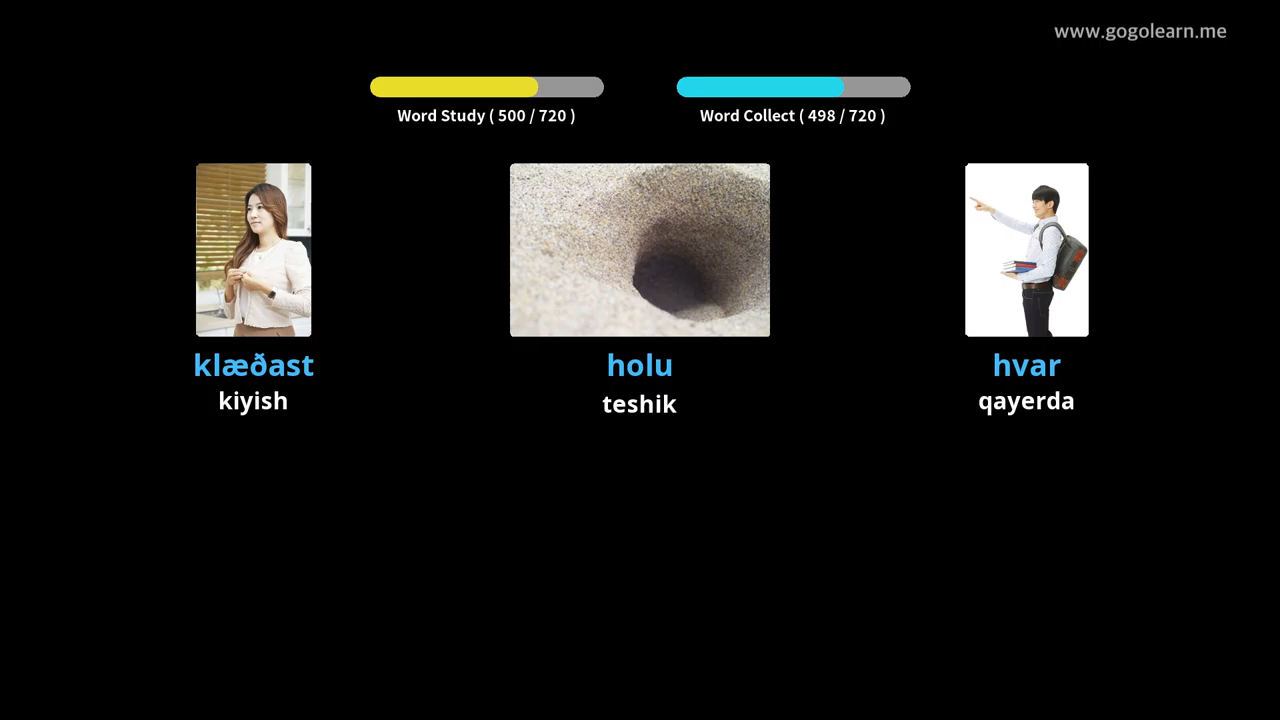 www.gogolearn.me
Word Study ( 500 / 720 )
Word Collect ( 498 / 720 )
klæðast
kiyish
holu
teshik
hvar
qayerda